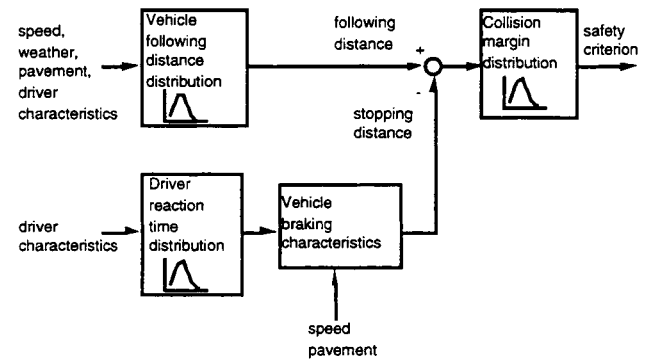 speed,
weather,
pavement,
driver
characteristics
Vehicle
following
distance
distribution
following
distance
+
-
Collision
margin
distribution
safety
criterion
stopping
distance
driver
characteristics
Driver
reaction
time
distribution
Vehicle
braking
characteristics
speed
pavement